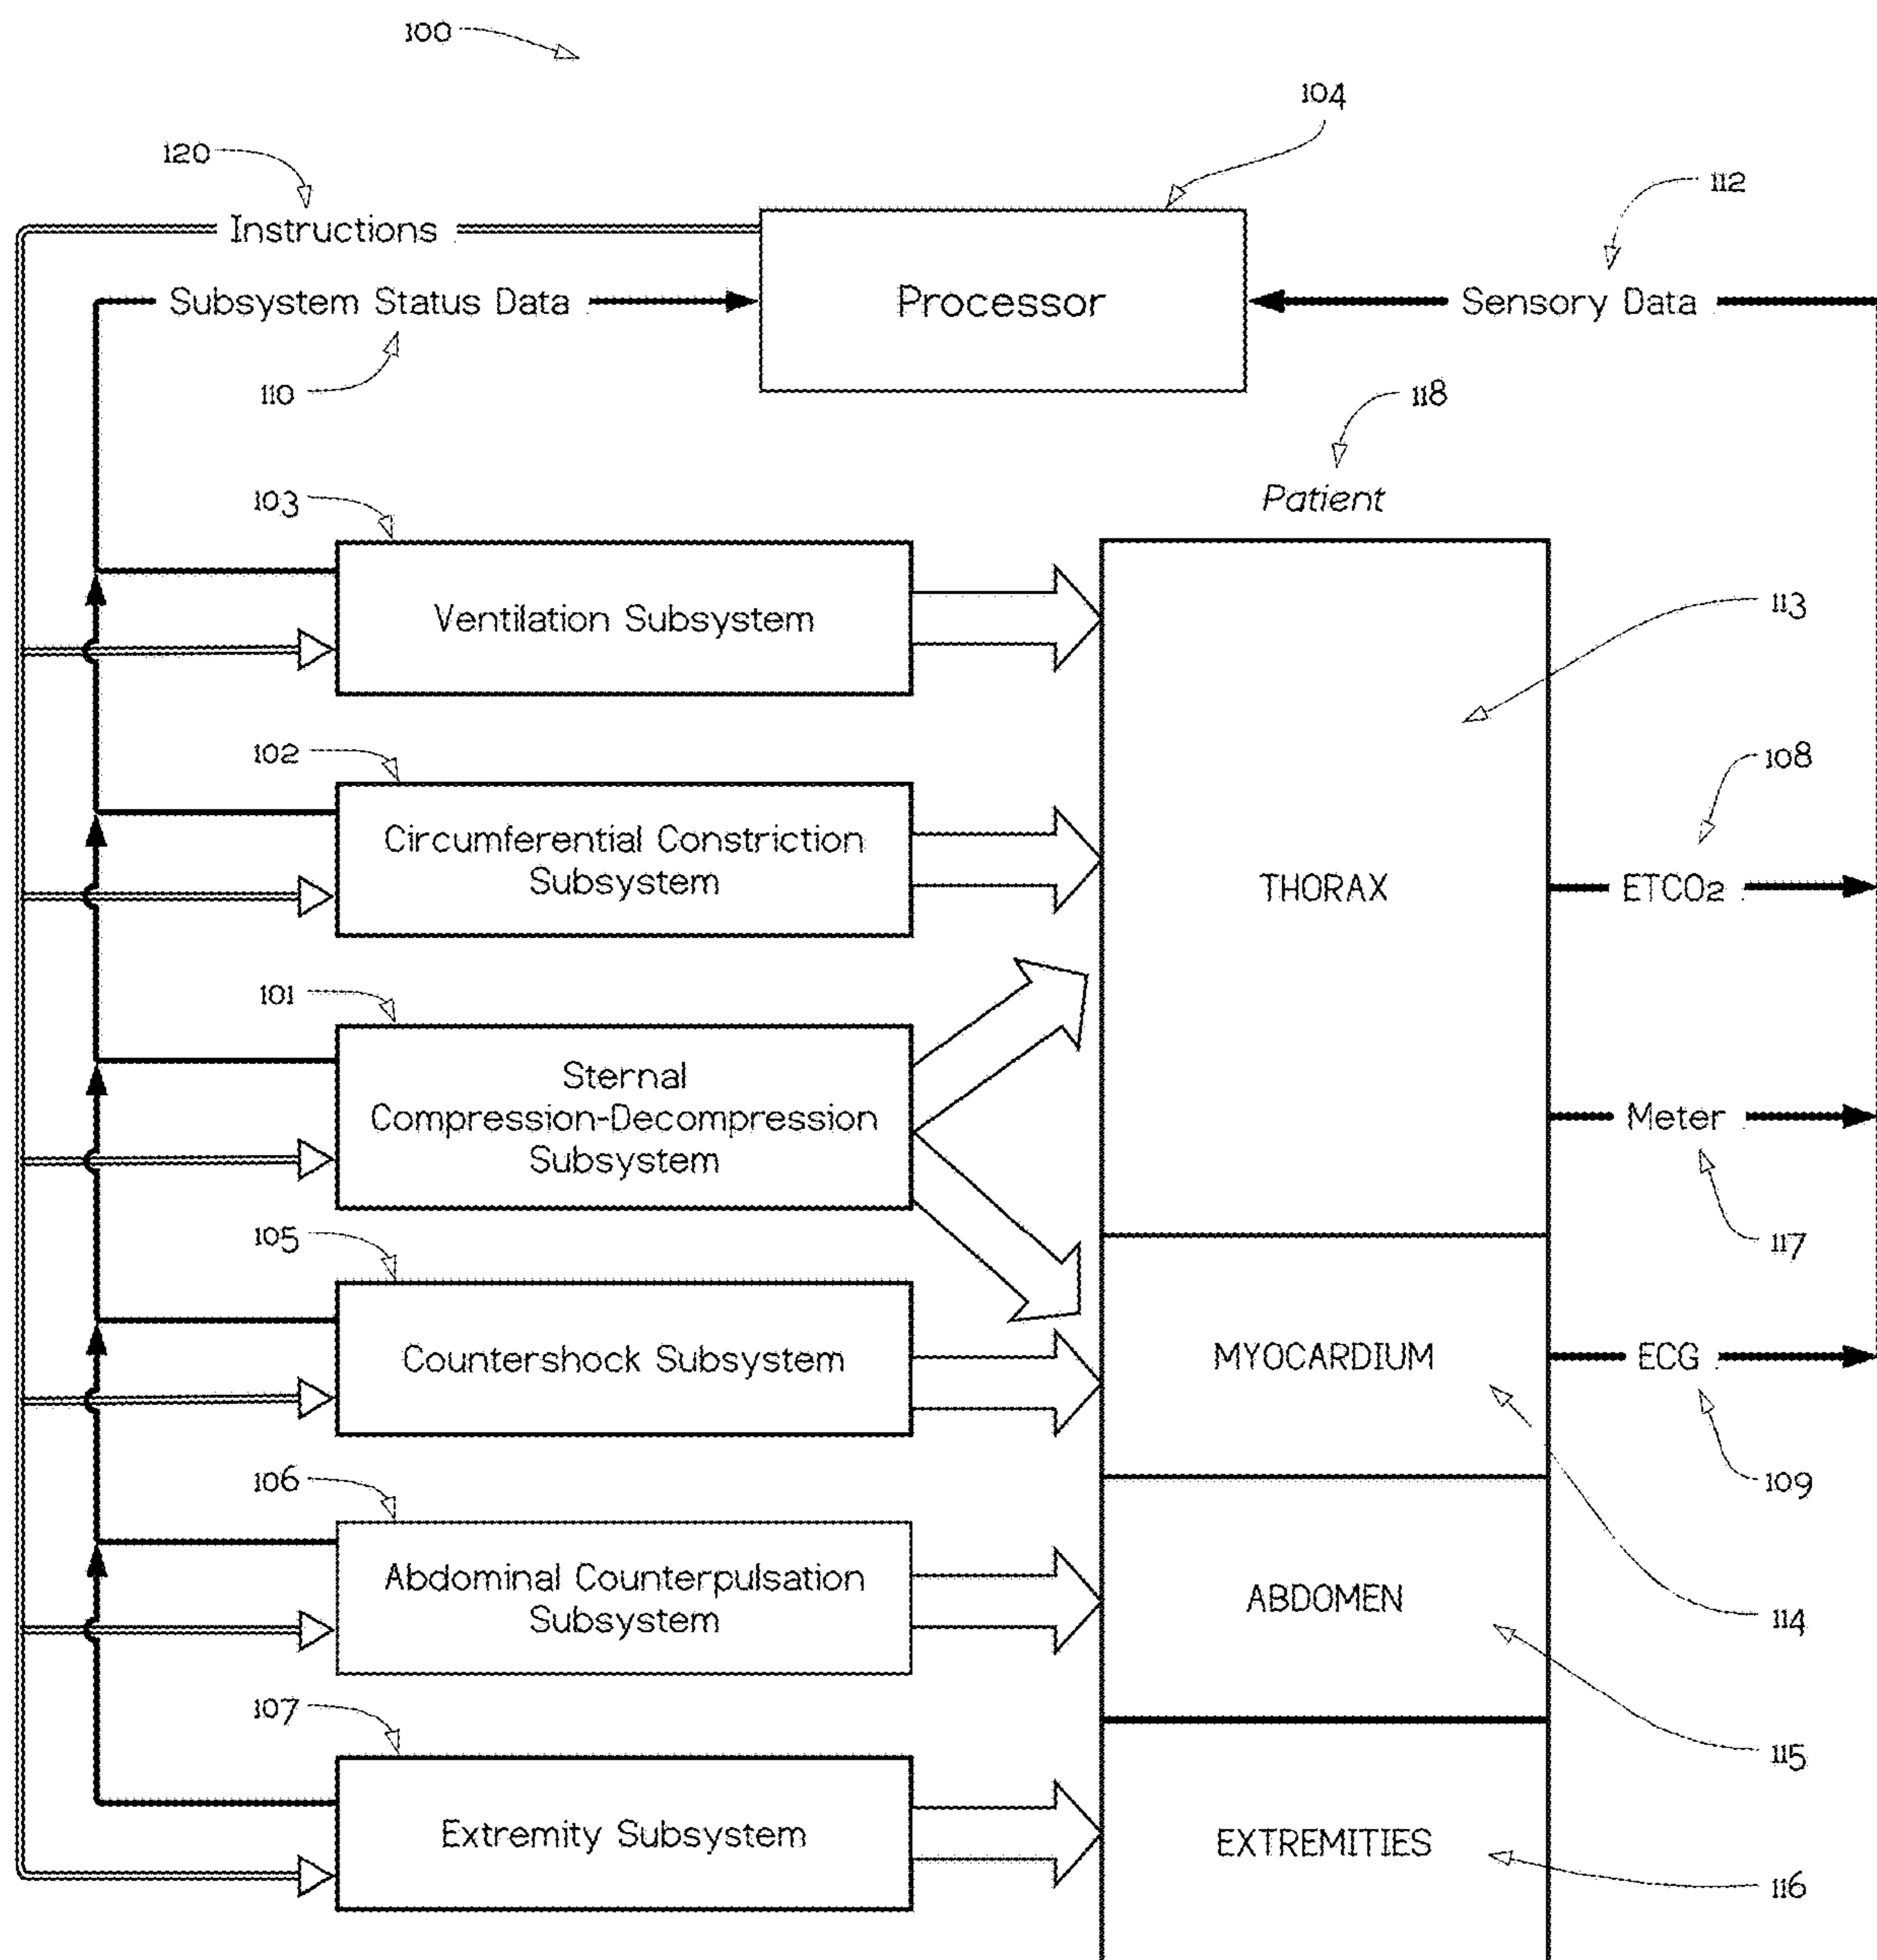 100
104
120
112
Instructions
Subsystem Status Data
Processor
Sensory Data
110
118
Patient
103
Ventilation Subsystem
113
102
108
Circumferential Constriction
Subsystem
THORAX
ETCO2
101
Sternal
Compression-Decompression
Subsystem
Meter
117
105
Countershock Subsystem
MYOCARDIUM
ECG
109
106
Abdominal Counterpulsation
Subsystem
ABDOMEN
114
107
115
Extremity Subsystem
EXTREMITIES
116